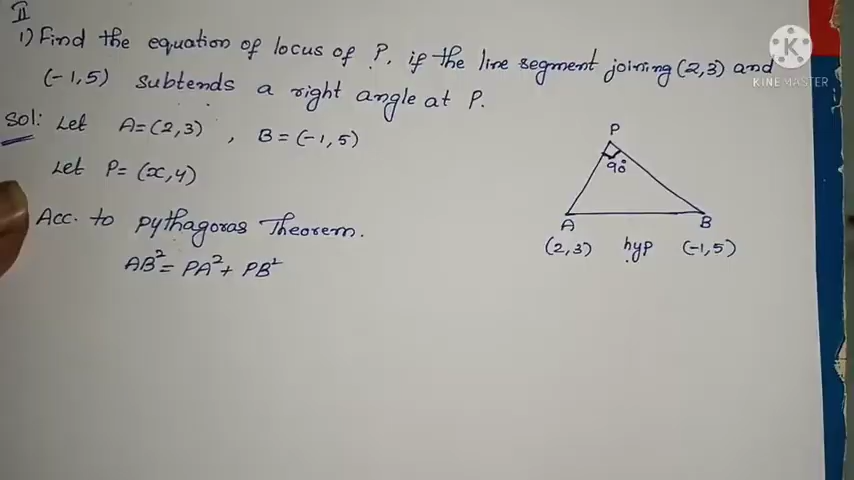 II
1) Find the equation of locus of P, if the line segment joining (2,3) and
(-1,5) subtends a right angle at P.
Sol: Let A=(2,3), B=(-1,5)
Let P=(x,y)
Acc. to pythagoras Theorem.
AB²= PA²+ PB²
P
90°
A B
(2,3) hyp (-1,5)
K
KINEMASTER